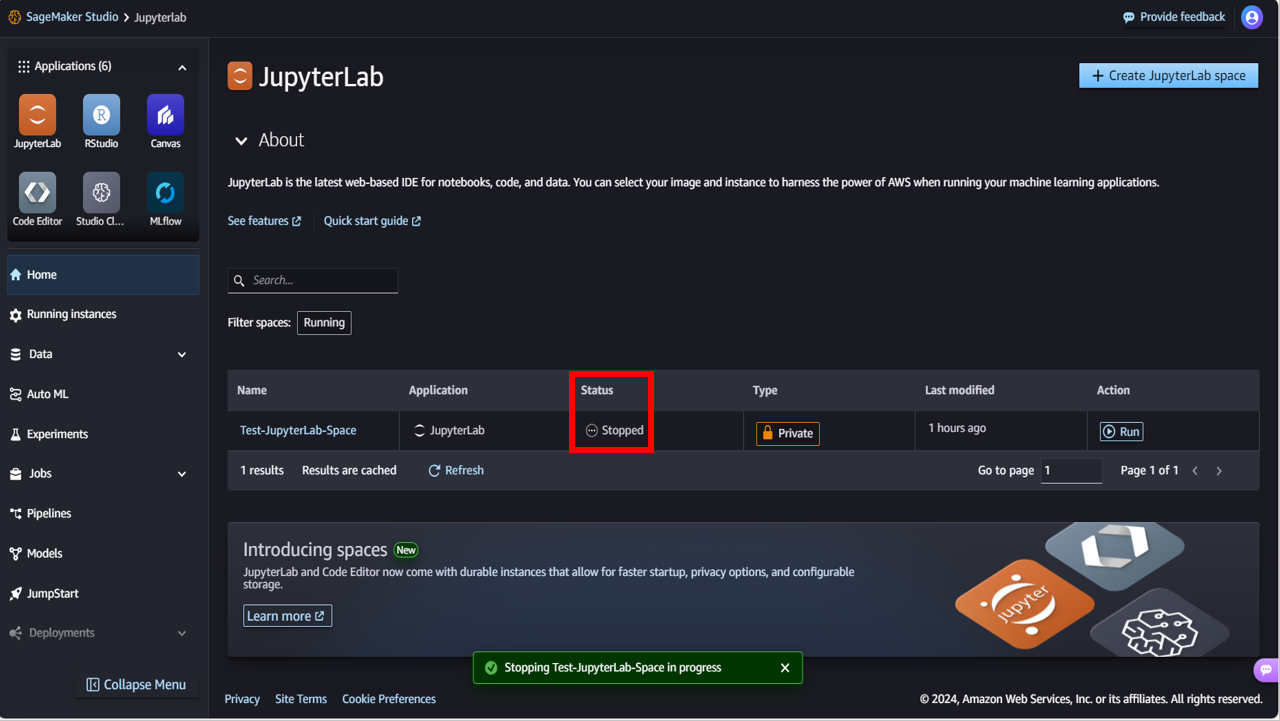 SageMaker Studio > Jupyterlab
Provide feedback
Applications (6)
JupyterLab
RStudio
Canvas
Code Editor
Studio Cl...
MLflow
Home
Running instances
Data
Auto ML
Experiments
Jobs
Pipelines
Models
JumpStart
Deployments
Collapse Menu
JupyterLab
+ Create JupyterLab space
About
JupyterLab is the latest web-based IDE for notebooks, code, and data. You can select your image and instance to harness the power of AWS when running your machine learning applications.
See features
Quick start guide
Search...
Filter spaces: Running
Name Application Status Type Last modified Action
Test-JupyterLab-Space JupyterLab Stopped Private 1 hours ago Run
1 results Results are cached Refresh Go to page 1 Page 1 of 1 < >
Introducing spaces New
JupyterLab and Code Editor now come with durable instances that allow for faster startup, privacy options, and configurable
storage.
Learn more
jupyter
Stopping Test-JupyterLab-Space in progress
Privacy Site Terms Cookie Preferences
© 2024, Amazon Web Services, Inc. or its affiliates. All rights reserved.